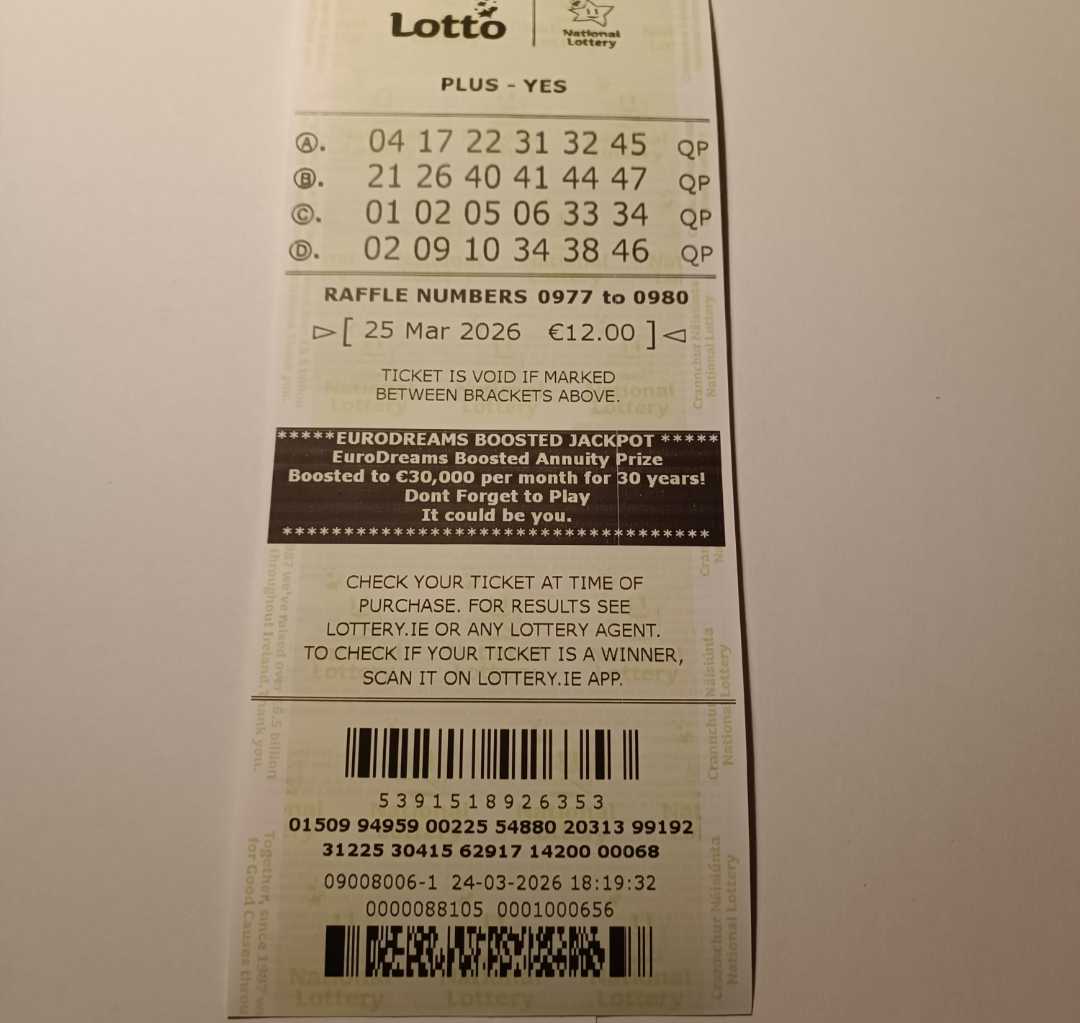 Lotto
National
Lottery
PLUS - YES
A. 04 17 22 31 32 45 QP
B. 21 26 40 41 44 47 QP
C. 01 02 05 06 33 34 QP
D. 02 09 10 34 38 46 QP
RAFFLE NUMBERS 0977 to 0980
[ 25 Mar 2026 €12.00 ]
TICKET IS VOID IF MARKED
BETWEEN BRACKETS ABOVE.
*****EURODREAMS BOOSTED JACKPOT *****
EuroDreams Boosted Annuity Prize
Boosted to €30,000 per month for 30 years!
Dont Forget to Play
It could be you.
***********************************
CHECK YOUR TICKET AT TIME OF
PURCHASE. FOR RESULTS SEE
LOTTERY.IE OR ANY LOTTERY AGENT.
TO CHECK IF YOUR TICKET IS A WINNER,
SCAN IT ON LOTTERY.IE APP.
5391518926353
01509 94959 00225 54880 20313 99192
31225 30415 62917 14200 00068
09008006-1 24-03-2026 18:19:32
0000088105 0001000656
Crannchur Náisiúnta
National Lottery